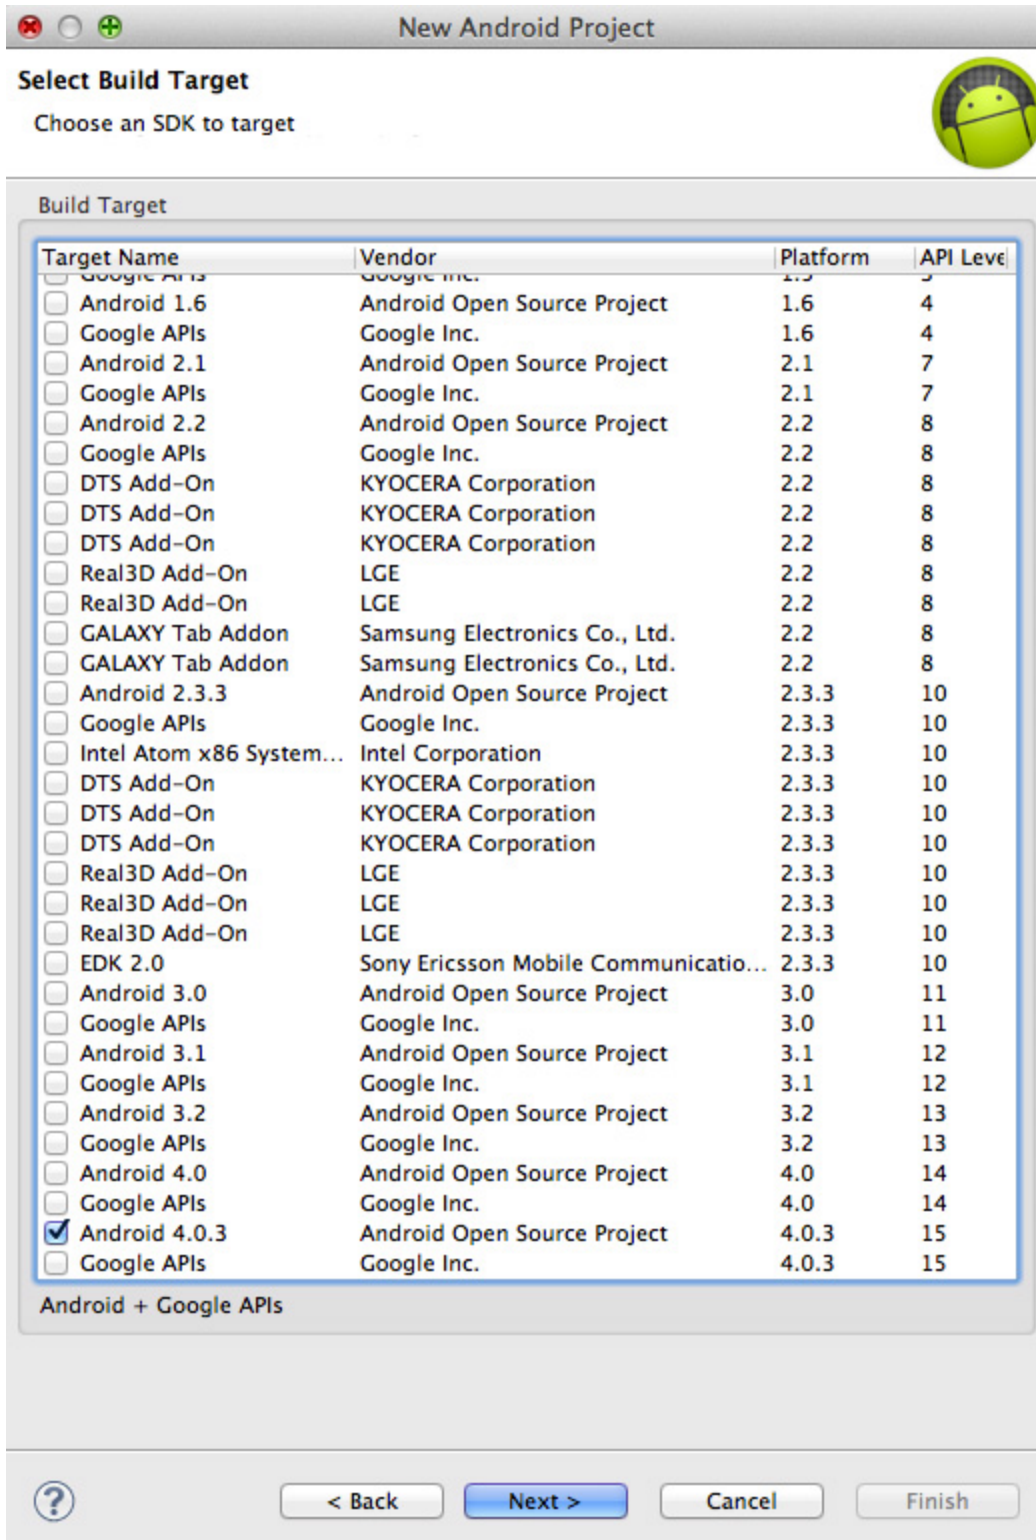 New Android Project
Select Build Target
Choose an SDK to target
Build Target
Target Name Vendor Platform API Leve
Google APIs Google Inc. 1.5 3
Android 1.6 Android Open Source Project 1.6 4
Google APIs Google Inc. 1.6 4
Android 2.1 Android Open Source Project 2.1 7
Google APIs Google Inc. 2.1 7
Android 2.2 Android Open Source Project 2.2 8
Google APIs Google Inc. 2.2 8
DTS Add-On KYOCERA Corporation 2.2 8
DTS Add-On KYOCERA Corporation 2.2 8
DTS Add-On KYOCERA Corporation 2.2 8
Real3D Add-On LGE 2.2 8
Real3D Add-On LGE 2.2 8
GALAXY Tab Addon Samsung Electronics Co., Ltd. 2.2 8
GALAXY Tab Addon Samsung Electronics Co., Ltd. 2.2 8
Android 2.3.3 Android Open Source Project 2.3.3 10
Google APIs Google Inc. 2.3.3 10
Intel Atom x86 System... Intel Corporation 2.3.3 10
DTS Add-On KYOCERA Corporation 2.3.3 10
DTS Add-On KYOCERA Corporation 2.3.3 10
DTS Add-On KYOCERA Corporation 2.3.3 10
Real3D Add-On LGE 2.3.3 10
Real3D Add-On LGE 2.3.3 10
Real3D Add-On LGE 2.3.3 10
EDK 2.0 Sony Ericsson Mobile Communicatio... 2.3.3 10
Android 3.0 Android Open Source Project 3.0 11
Google APIs Google Inc. 3.0 11
Android 3.1 Android Open Source Project 3.1 12
Google APIs Google Inc. 3.1 12
Android 3.2 Android Open Source Project 3.2 13
Google APIs Google Inc. 3.2 13
Android 4.0 Android Open Source Project 4.0 14
Google APIs Google Inc. 4.0 14
Android 4.0.3 Android Open Source Project 4.0.3 15
Google APIs Google Inc. 4.0.3 15
Android + Google APIs
? < Back Next > Cancel Finish